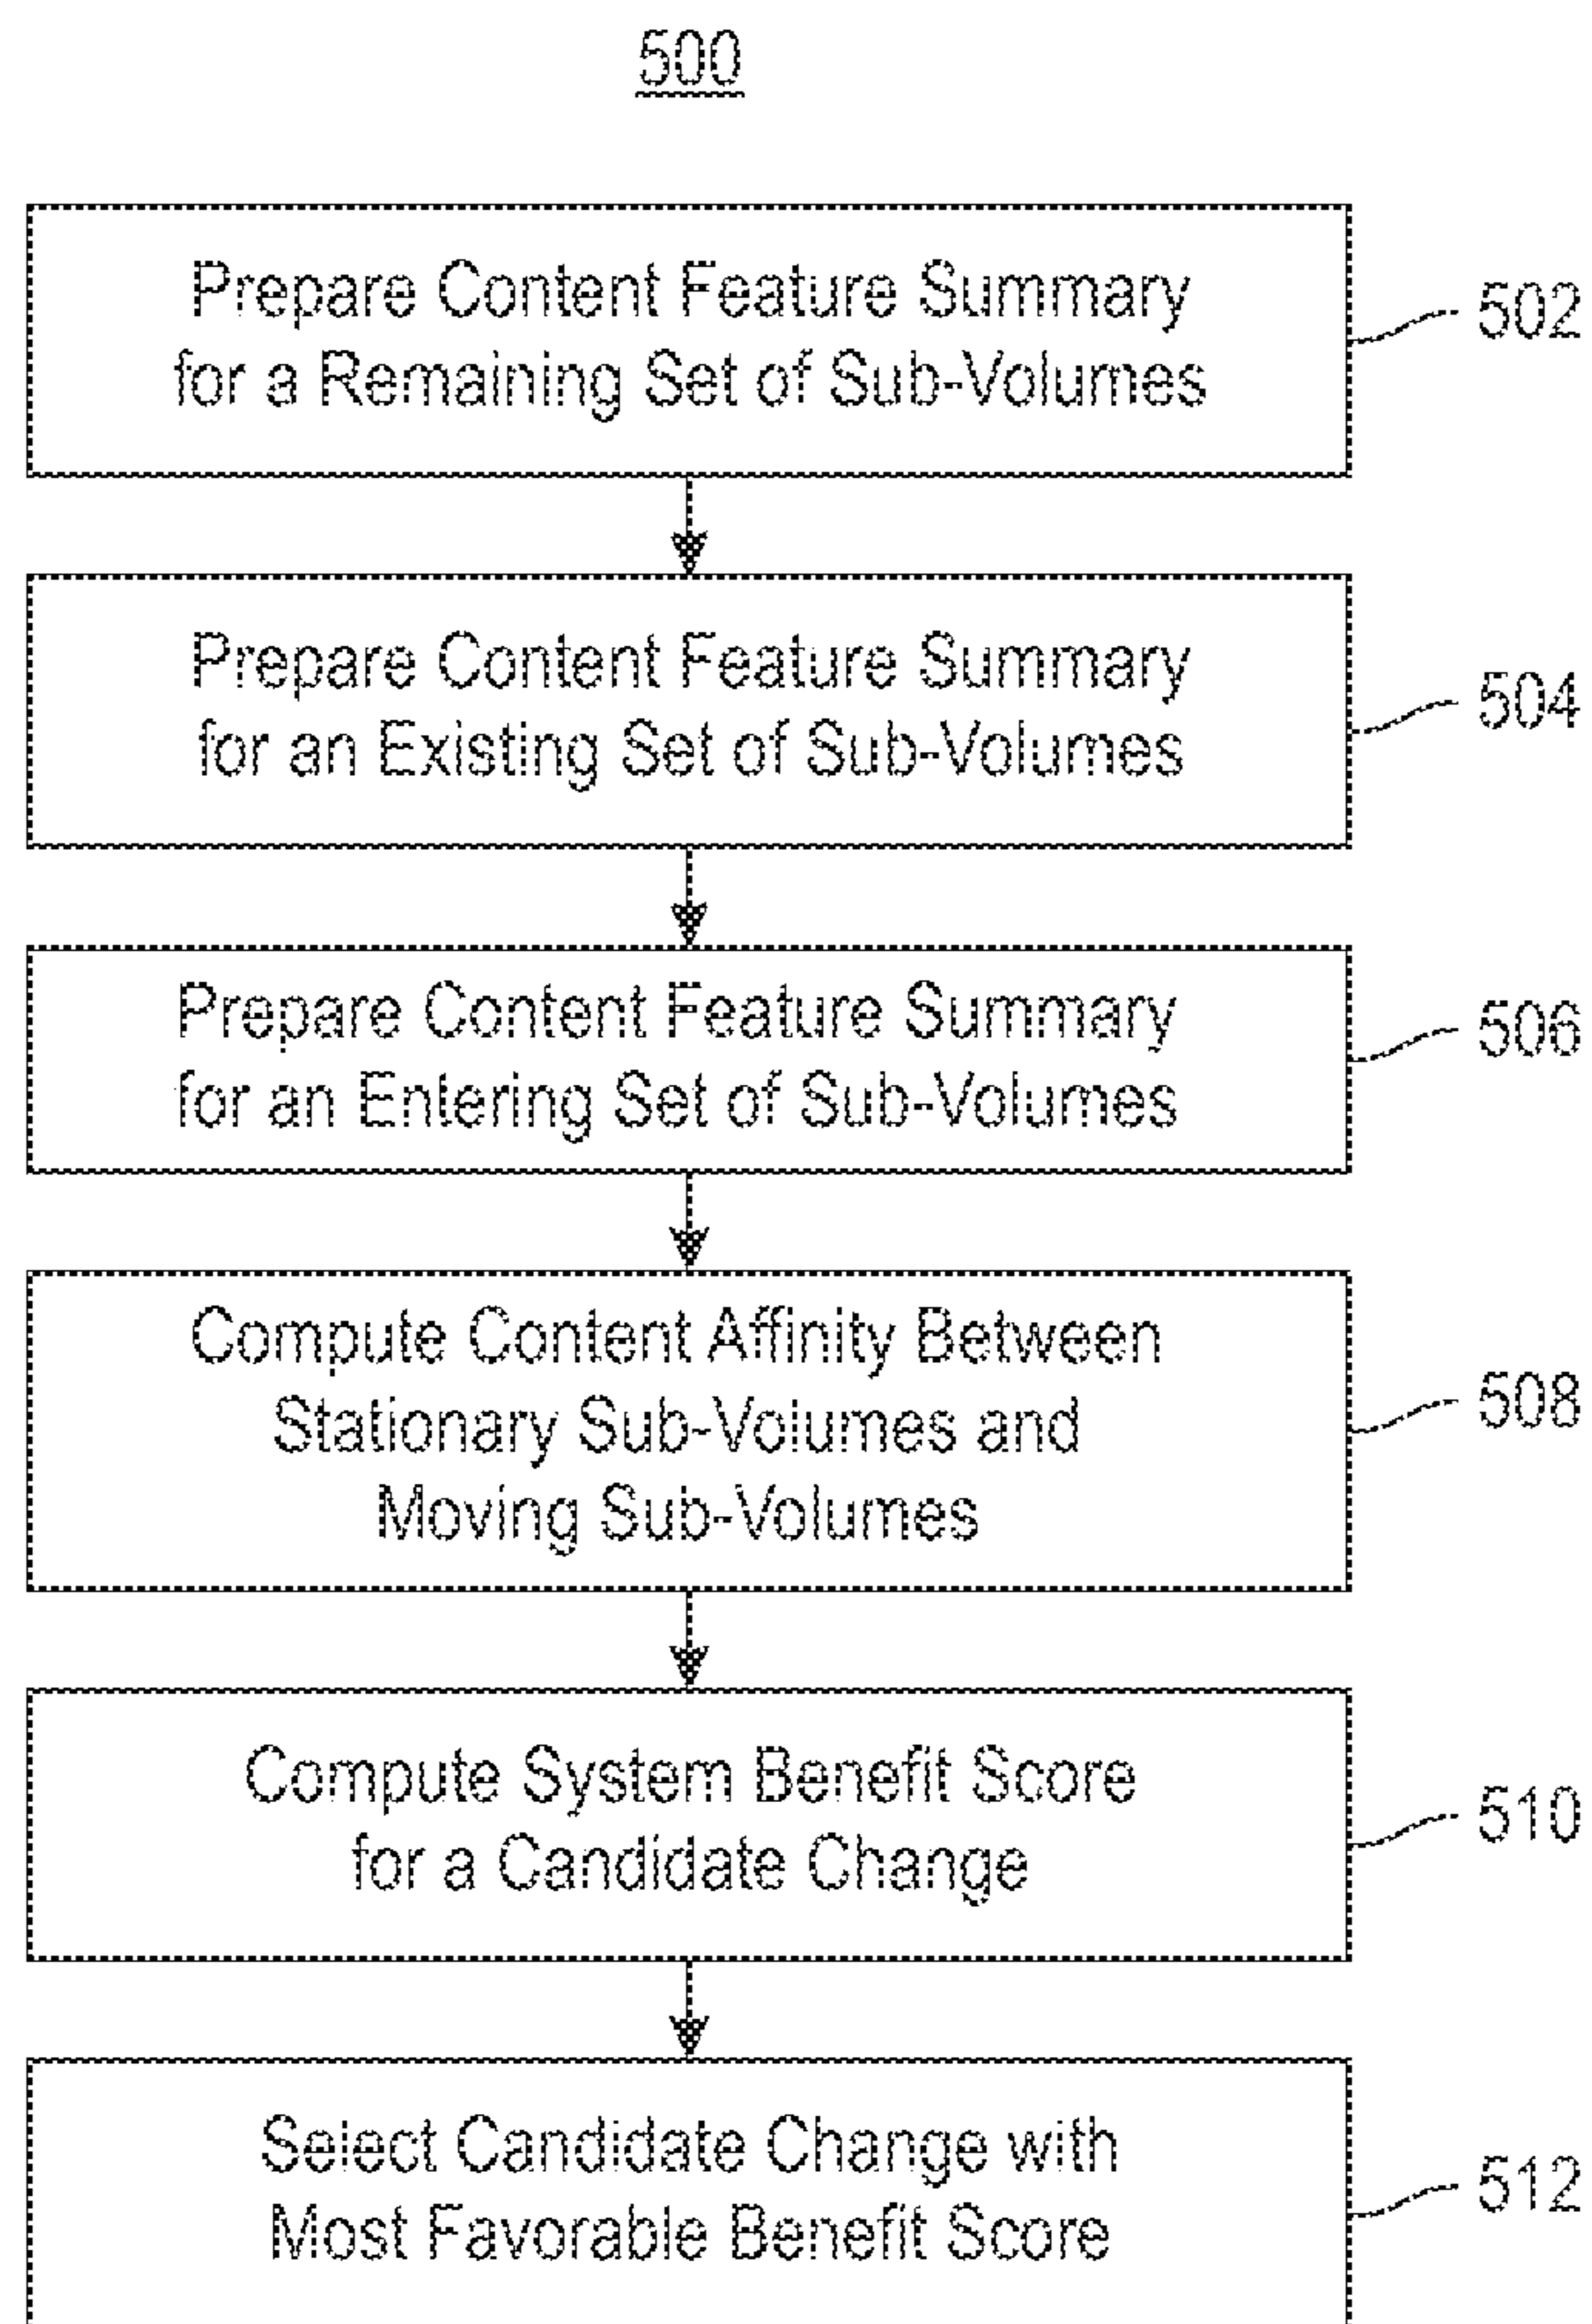 500
Prepare Content Feature Summary
for a Remaining Set of Sub-Volumes
502
Prepare Content Feature Summary
for an Existing Set of Sub-Volumes
504
Prepare Content Feature Summary
for an Entering Set of Sub-Volumes
506
Compute Content Affinity Between
Stationary Sub-Volumes and
Moving Sub-Volumes
508
Compute System Benefit Score
for a Candidate Change
510
Select Candidate Change with
Most Favorable Benefit Score
512